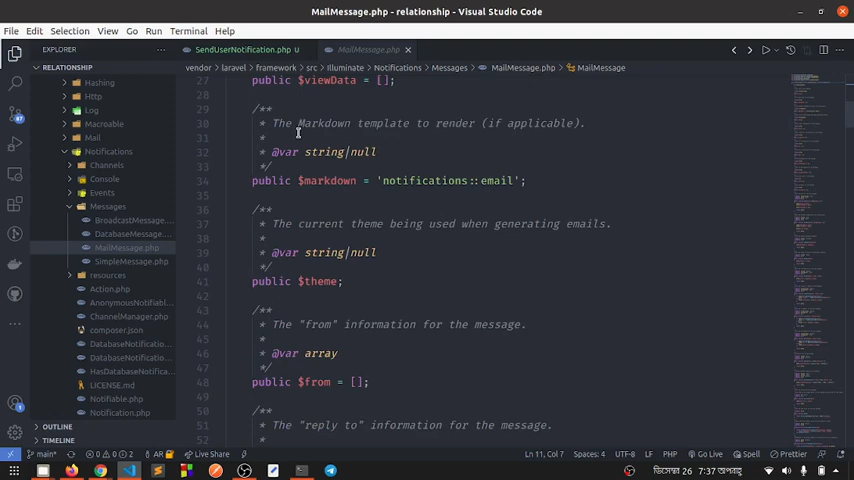 MailMessage.php - relationship - Visual Studio Code
File Edit Selection View Go Run Terminal Help
EXPLORER
SendUserNotification.php U
MailMessage.php
RELATIONSHIP
vendor > laravel > framework > src > Illuminate > Notifications > Messages > MailMessage.php > MailMessage
Hashing
Http
Log
Macroable
Mail
Notifications
Channels
Console
Events
Messages
BroadcastMessage....
DatabaseMessage....
MailMessage.php
SimpleMessage.php
resources
Action.php
AnonymousNotifiabl...
ChannelManager.php
composer.json
DatabaseNotificatio...
DatabaseNotificatio...
HasDatabaseNotifica...
LICENSE.md
Notifiable.php
Notification.php
OUTLINE
TIMELINE
87
1
27 public $viewData = [];
28
29 /**
30 * The Markdown template to render (if applicable).
31 *
32 * @var string|null
33 */
34 public $markdown = 'notifications::email';
35
36 /**
37 * The current theme being used when generating emails.
38 *
39 * @var string|null
40 */
41 public $theme;
42
43 /**
44 * The "from" information for the message.
45 *
46 * @var array
47 */
48 public $from = [];
49
50 /**
51 * The "reply to" information for the message.
52 *
main* 0 0 2 AR Live Share
Ln 11, Col 7 Spaces: 4 UTF-8 LF PHP Go Live Spell Prettier
ডিসেম্বর 26 7:37 অপরাহ্ণ